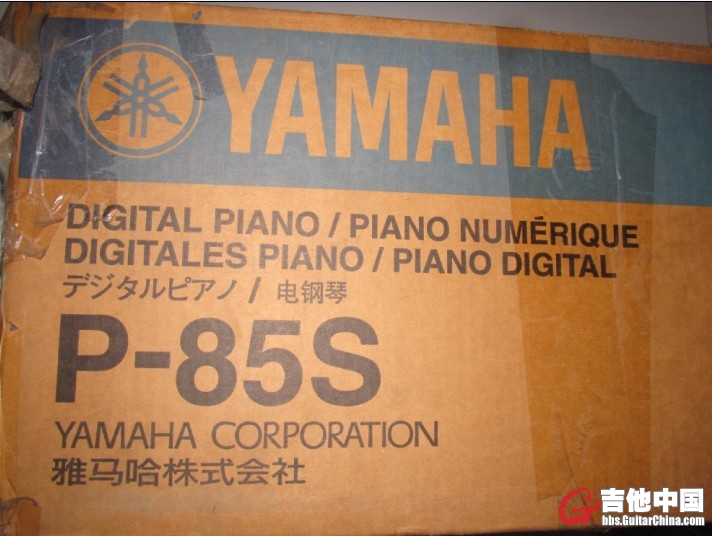 YAMAHA
DIGITAL PIANO / PIANO NUMÉRIQUE
DIGITALES PIANO / PIANO DIGITAL
デジタルピアノ / 电钢琴
P-85S
YAMAHA CORPORATION
雅马哈株式会社
吉他中国
bbs.GuitarChina.com